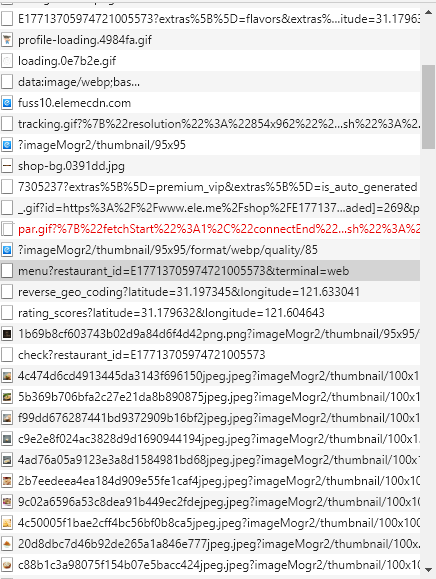 E17713705974721005573?extras%5B%5D=flavors&extras%...itude=31.17963
profile-loading.4984fa.gif
loading.0e7b2e.gif
data:image/webp;bas...
fuss10.elemecdn.com
tracking.gif?%7B%22resolution%22%3A%22854x962%22%2...sh%22%3A%2
?imageMogr2/thumbnail/95x95
shop-bg.0391dd.jpg
7305237?extras%5B%5D=premium_vip&extras%5B%5D=is_auto_generated
_.gif?id=https%3A%2F%2Fwww.ele.me%2Fshop%2FE177137...aded]=269&p
par.gif?%7B%22fetchStart%22%3A1%2C%22connectEnd%22...sh%22%3A%2
?imageMogr2/thumbnail/95x95/format/webp/quality/85
menu?restaurant_id=E17713705974721005573&terminal=web
reverse_geo_coding?latitude=31.197345&longitude=121.633041
rating_scores?latitude=31.179632&longitude=121.604643
1b69b8cf603743b02d9a84d6f4d42png.png?imageMogr2/thumbnail/95x95/
check?restaurant_id=E17713705974721005573
4c474d6cd4913445da3143f696150jpeg.jpeg?imageMogr2/thumbnail/100x1
5b369b706bfa2c27e21da8b890875jpeg.jpeg?imageMogr2/thumbnail/100x
f99dd676287441bd9372909b16bf2jpeg.jpeg?imageMogr2/thumbnail/100x1
c9e2e8f024ac3828d9d1690944194jpeg.jpeg?imageMogr2/thumbnail/100x1
4ad76a05a9123e3a8d1584981bd68jpeg.jpeg?imageMogr2/thumbnail/100x
2b7eedeea4ea184d909e55fe1caf4jpeg.jpeg?imageMogr2/thumbnail/100x1
9c02a6596a53c8dea91b449ec2fdejpeg.jpeg?imageMogr2/thumbnail/100x1
4c50005f1bae2cff4bc56bf0b8ca5jpeg.jpeg?imageMogr2/thumbnail/100x1
20d8dbc7d46b92de265a1a846e777jpeg.jpeg?imageMogr2/thumbnail/100x
c88b1c3a98075f154b07e5bacc424jpeg.jpeg?imageMogr2/thumbnail/100x1